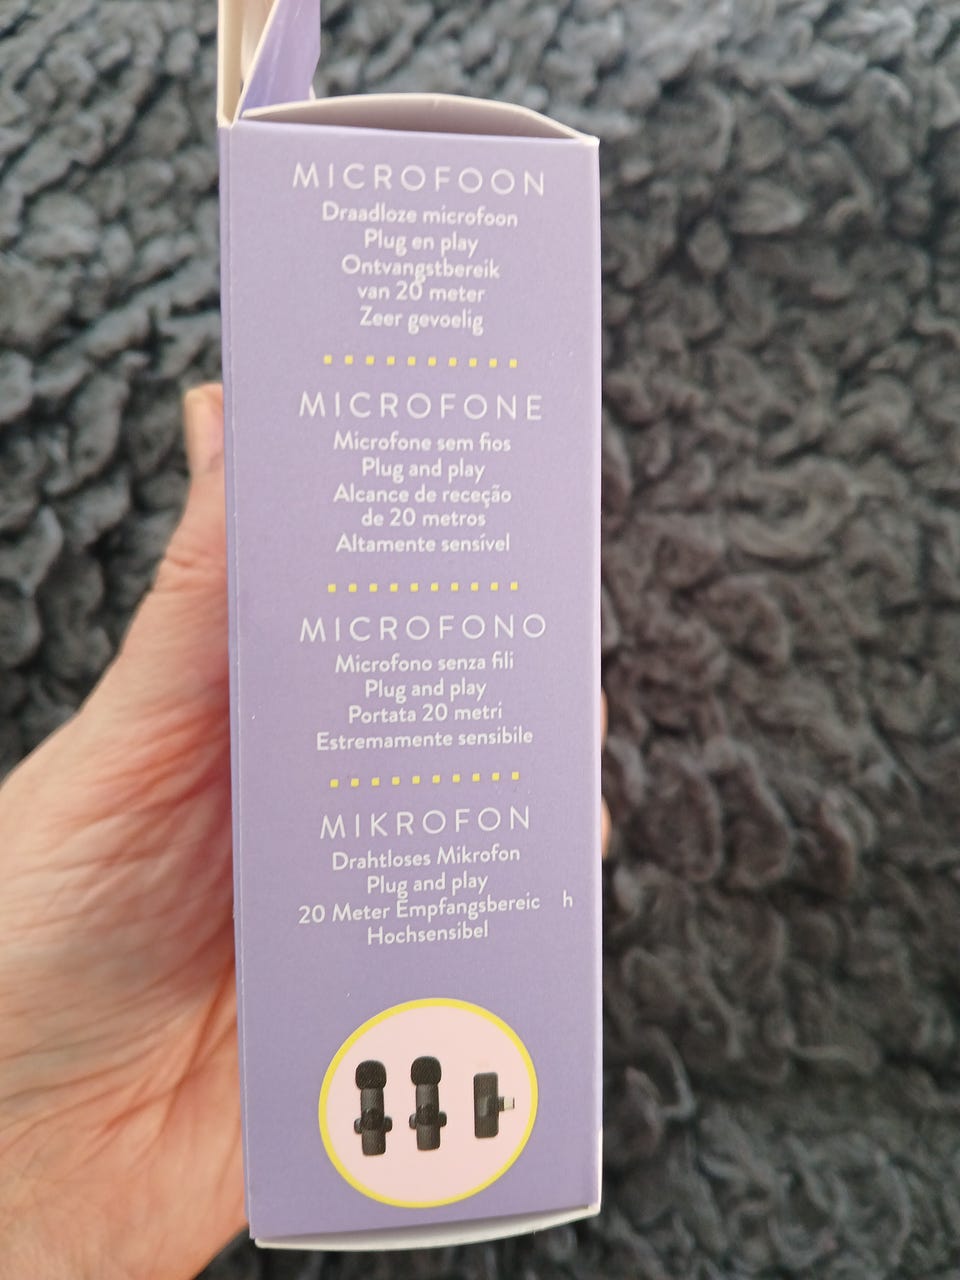 MICROFOON
Draadloze microfoon
Plug en play
Ontvangstbereik
van 20 meter
Zeer gevoelig
MICROFONE
Microfone sem fios
Plug and play
Alcance de receção
de 20 metros
Altamente sensível
MICROFONO
Microfono senza fili
Plug and play
Portata 20 metri
Estremamente sensibile
MIKROFON
Drahtloses Mikrofon
Plug and play
20 Meter Empfangsbereic h
Hochsensibel